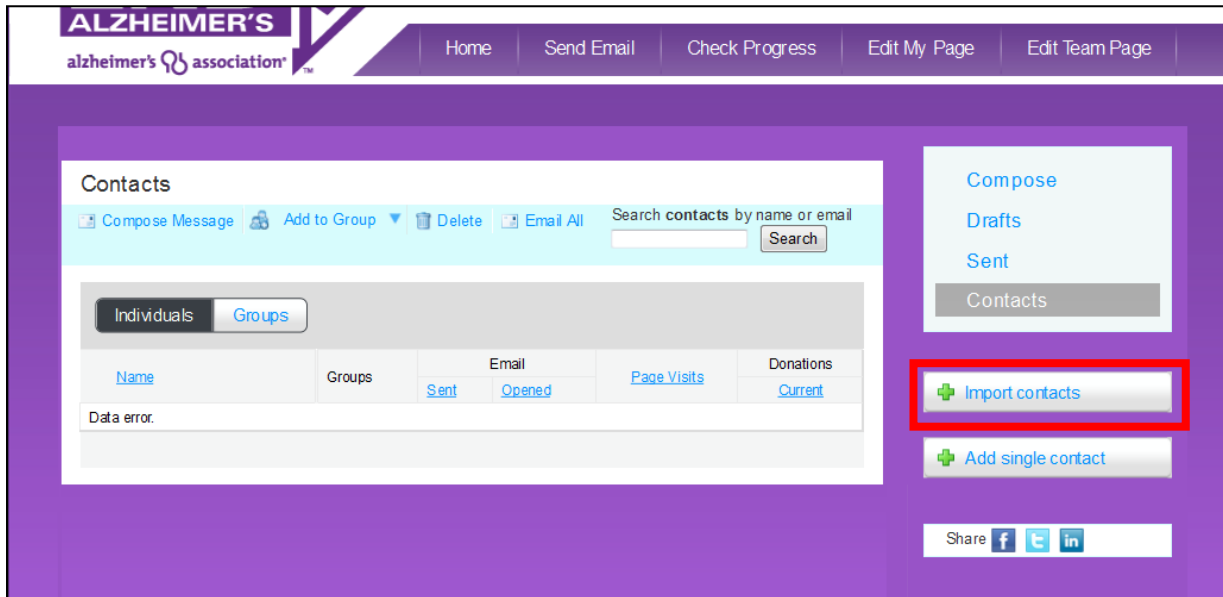 ALZHEIMER'S
alzheimer's association®
TM
Home Send Email Check Progress Edit My Page Edit Team Page
Contacts
Compose Message Add to Group Delete Email All
Search contacts by name or email
Search
Individuals Groups
Name Groups Email Page Visits Donations
Sent Opened Current
Data error.
Compose
Drafts
Sent
Contacts
Import contacts
Add single contact
Share f t in